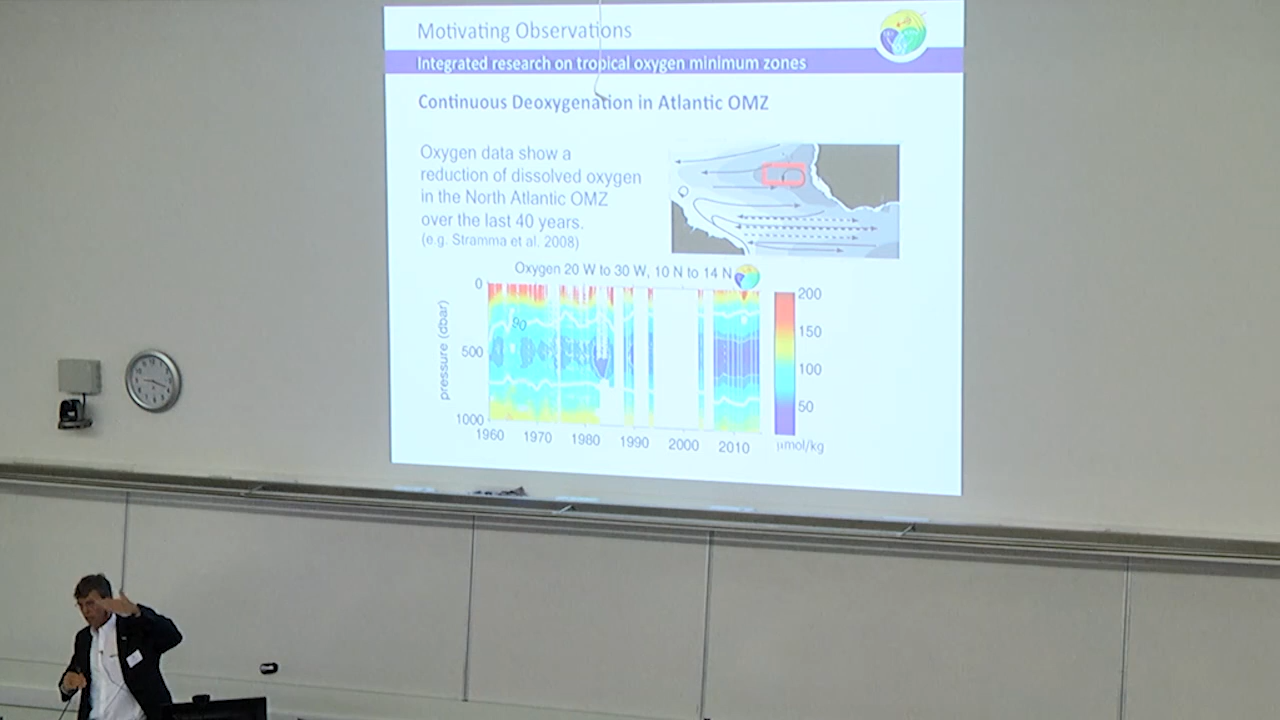 Motivating Observations
Integrated research on tropical oxygen minimum zones
Continuous Deoxygenation in Atlantic OMZ
Oxygen data show a
reduction of dissolved oxygen
in the North Atlantic OMZ
over the last 40 years.
(e.g. Stramma et al. 2008)
Oxygen 20 W to 30 W, 10 N to 14 N
pressure (dbar)
0
500
1000
90
1960 1970 1980 1990 2000 2010
200
150
100
50
µmol/kg